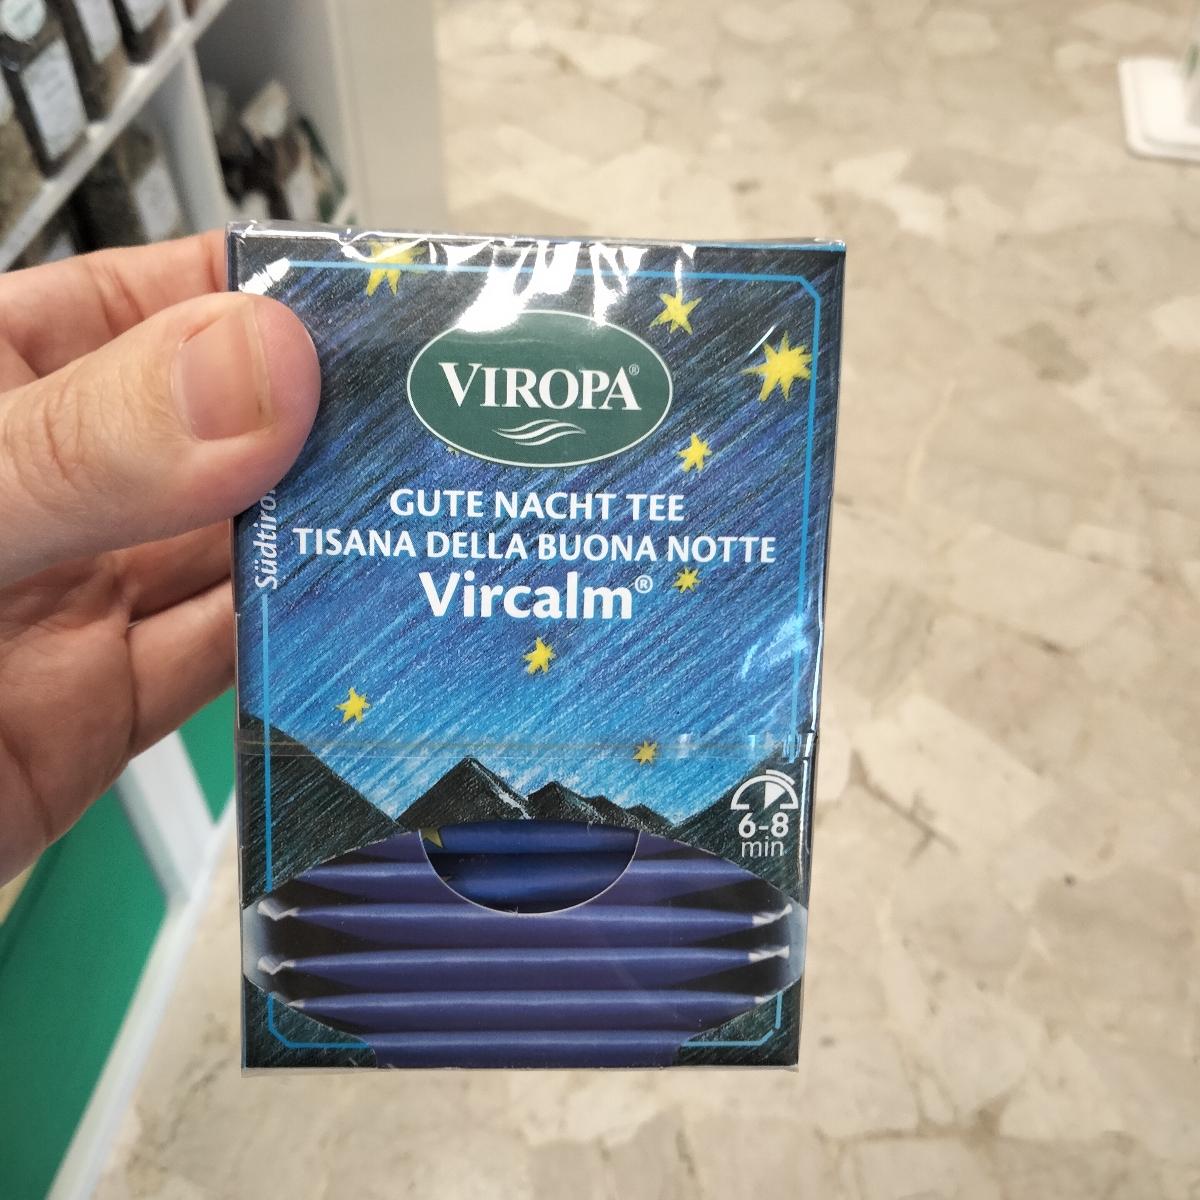 VIROPA®
GUTE NACHT TEE
TISANA DELLA BUONA NOTTE
Vircalm®
6-8
min